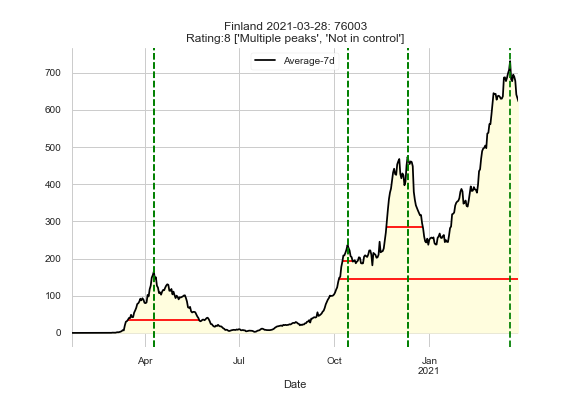 Finland 2021-03-28: 76003
Rating:8 ['Multiple peaks', 'Not in control']
Average-7d
700
600
500
400
300
200
100
0
Apr
Jul
Oct
Jan
2021
Date